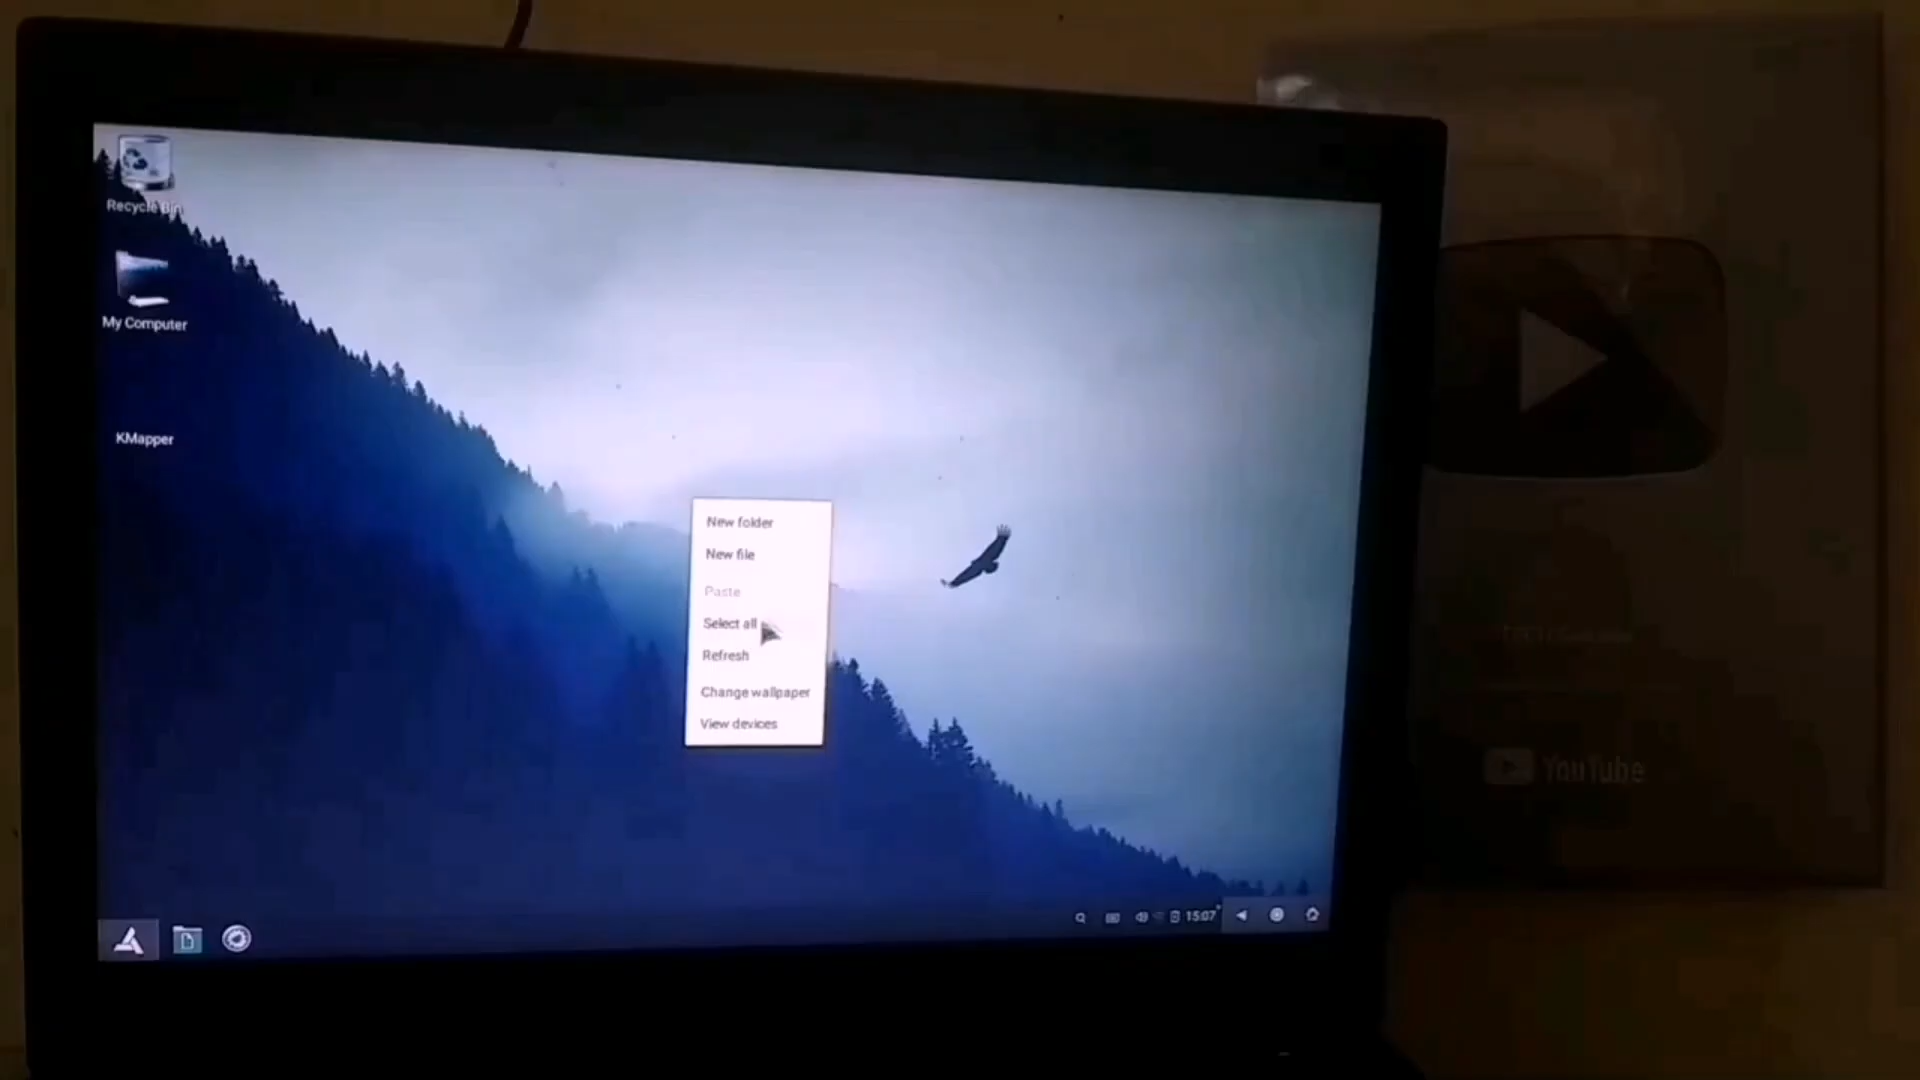 Recycle Bin
My Computer
KMapper
New folder
New file
Paste
Select all
Refresh
Change wallpaper
View devices
15:07
YouTube